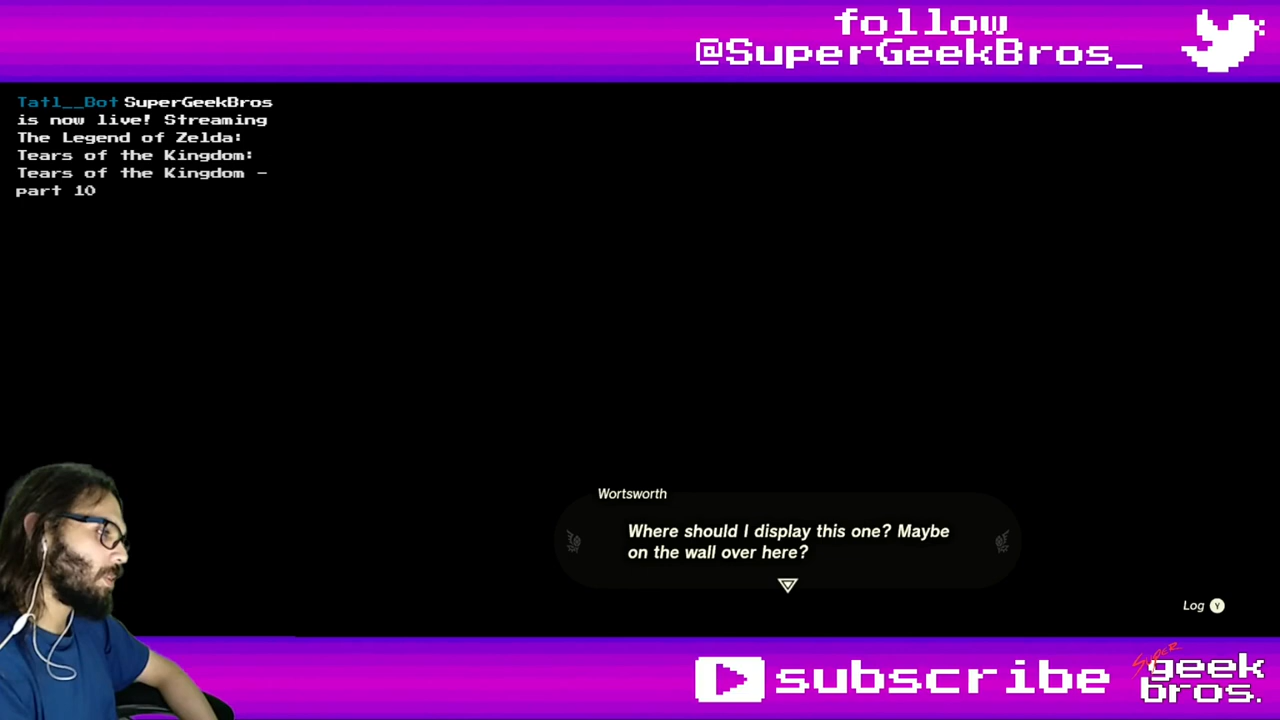 follow
@SuperGeekBros_
Tatl__Bot SuperGeekBros
is now live! Streaming
The Legend of Zelda:
Tears of the Kingdom:
Tears of the Kingdom -
part 10
Wortsworth
Where should I display this one? Maybe
on the wall over here?
Log Y
subscribe
super
geek
bros.